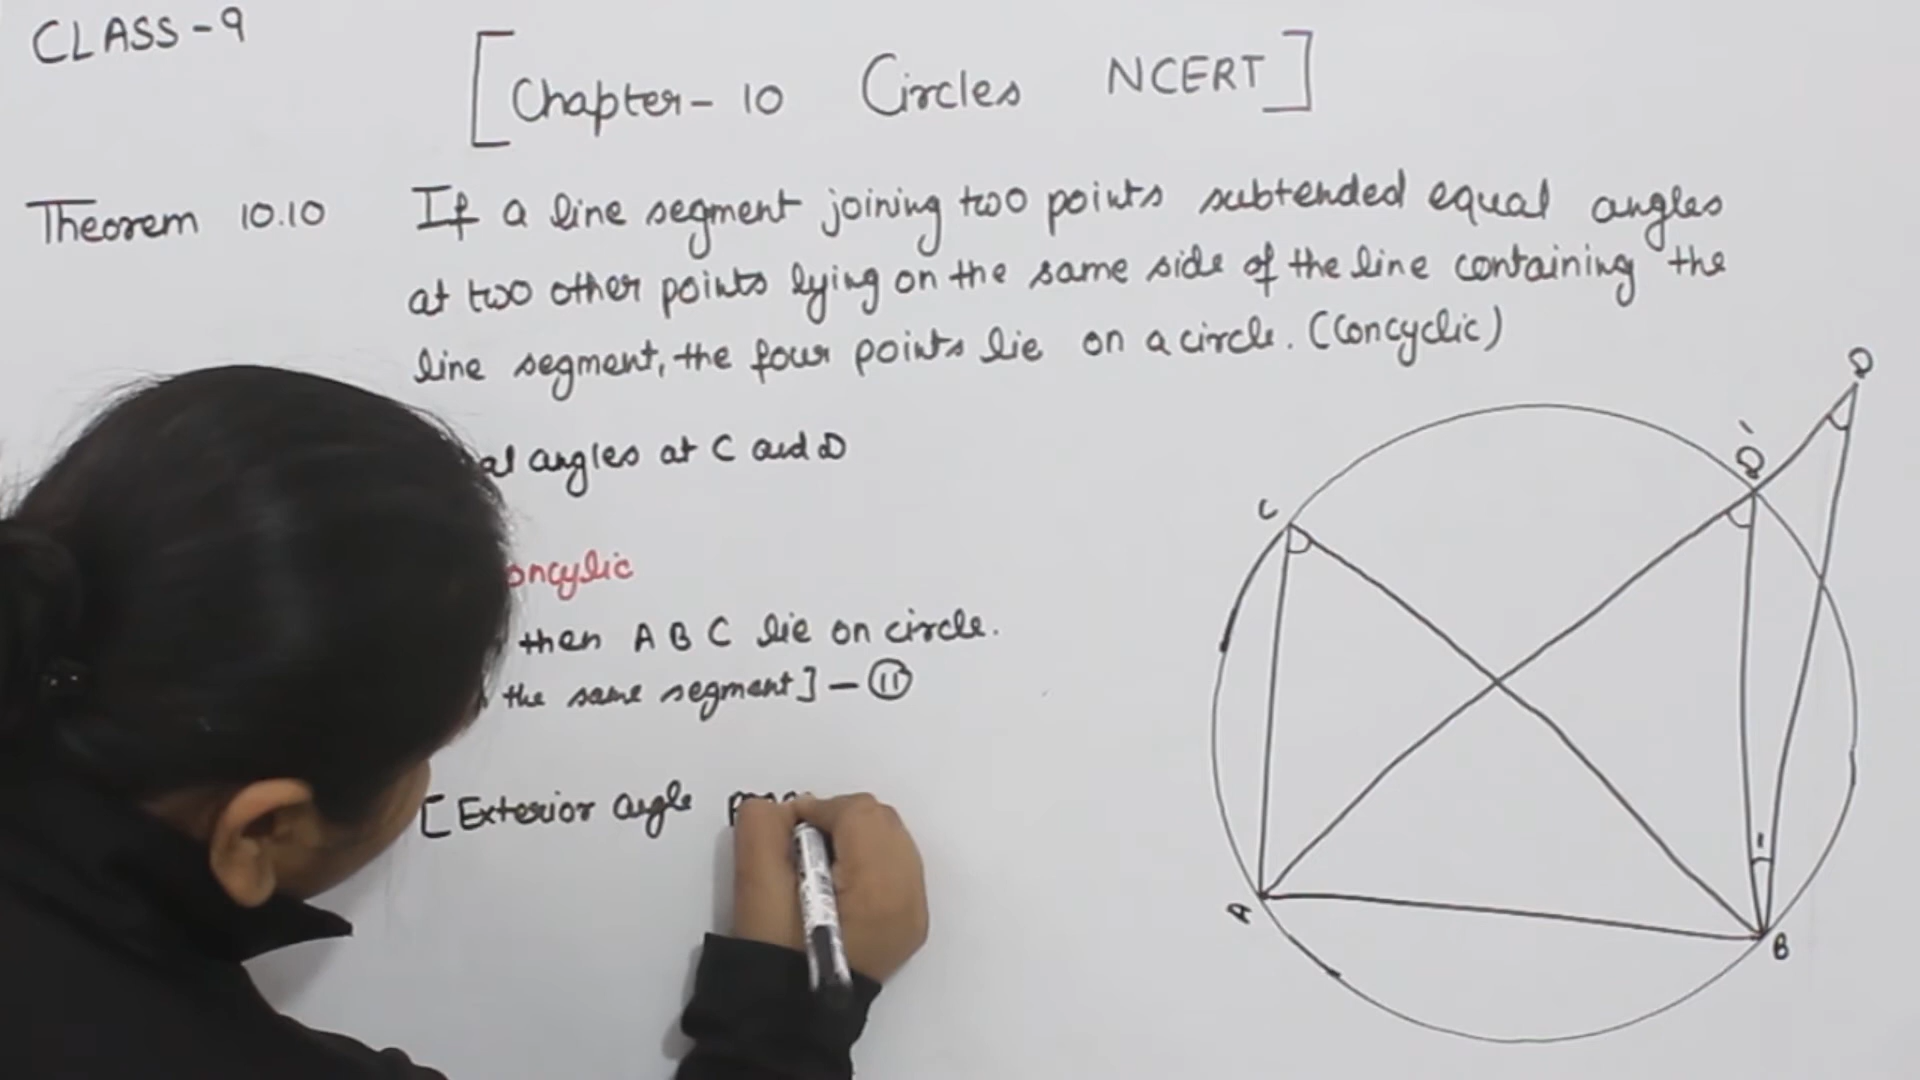 CLASS-9
[Chapter- 10 Circles NCERT]
Theorem 10.10 If a line segment joining two points subtended equal angles
at two other points lying on the same side of the line containing the
line segment, the four points lie on a circle. (Concyclic)
angles at C and D
then A B C lie on circle.
the same segment] - (11)
[Exterior angle
D
D'
C
1
A
B